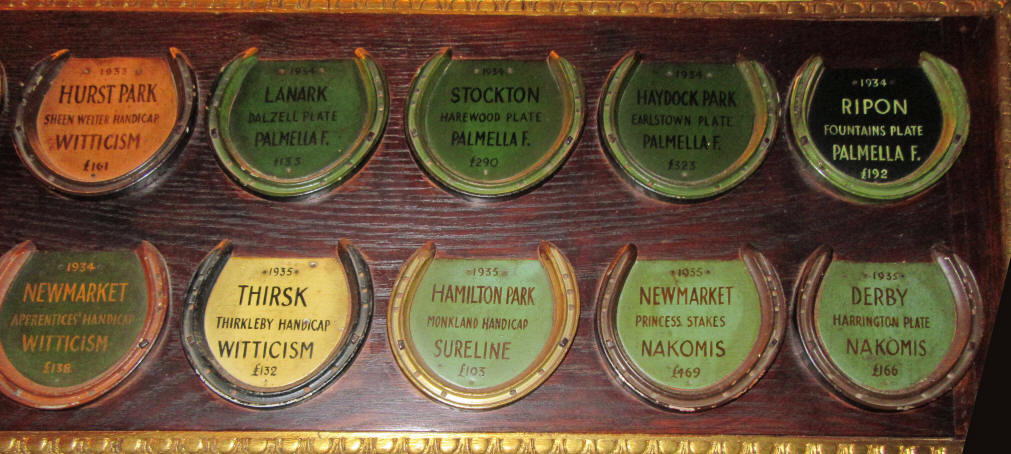 1933
HURST PARK
SHEEN WELTER HANDICAP
WITTICISM
£161
1934
LANARK
DALZELL PLATE
PALMELLA F.
£133
1934
STOCKTON
HAREWOOD PLATE
PALMELLA F.
£290
1934
HAYDOCK PARK
EARLSTOWN PLATE
PALMELLA F.
£323
1934
RIPON
FOUNTAINS PLATE
PALMELLA F.
£192
1934
NEWMARKET
APPRENTICES' HANDICAP
WITTICISM
£138
1935
THIRSK
THIRKLEBY HANDICAP
WITTICISM
£132
1935
HAMILTON PARK
MONKLAND HANDICAP
SURELINE
£103
1935
NEWMARKET
PRINCESS STAKES
NAKOMIS
£469
1935
DERBY
HARRINGTON PLATE
NAKOMIS
£166